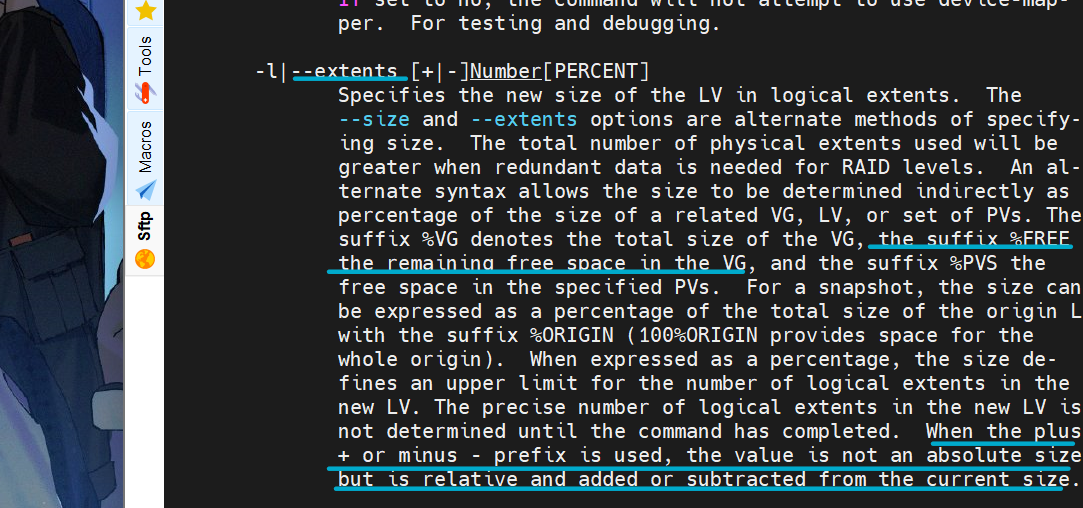 Tools
Macros
Sftp
If set to no, the command will not attempt to use device-map-
per.  For testing and debugging.
-l|--extents [+|-]Number[PERCENT]
Specifies the new size of the LV in logical extents.  The
--size and --extents options are alternate methods of specify-
ing size.  The total number of physical extents used will be
greater when redundant data is needed for RAID levels.  An al-
ternate syntax allows the size to be determined indirectly as
percentage of the size of a related VG, LV, or set of PVs. The
suffix %VG denotes the total size of the VG, the suffix %FREE
the remaining free space in the VG, and the suffix %PVS the
free space in the specified PVs.  For a snapshot, the size can
be expressed as a percentage of the total size of the origin L
with the suffix %ORIGIN (100%ORIGIN provides space for the
whole origin).  When expressed as a percentage, the size de-
fines an upper limit for the number of logical extents in the
new LV. The precise number of logical extents in the new LV is
not determined until the command has completed.  When the plus
+ or minus - prefix is used, the value is not an absolute size
but is relative and added or subtracted from the current size.